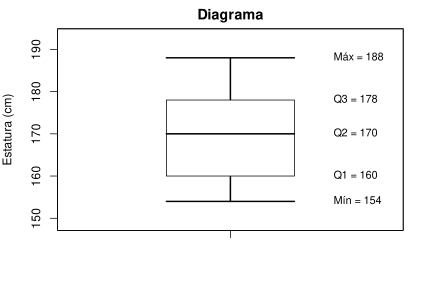 Diagrama
Estatura (cm)
190
180
170
160
150
Máx = 188
Q3 = 178
Q2 = 170
Q1 = 160
Mín = 154